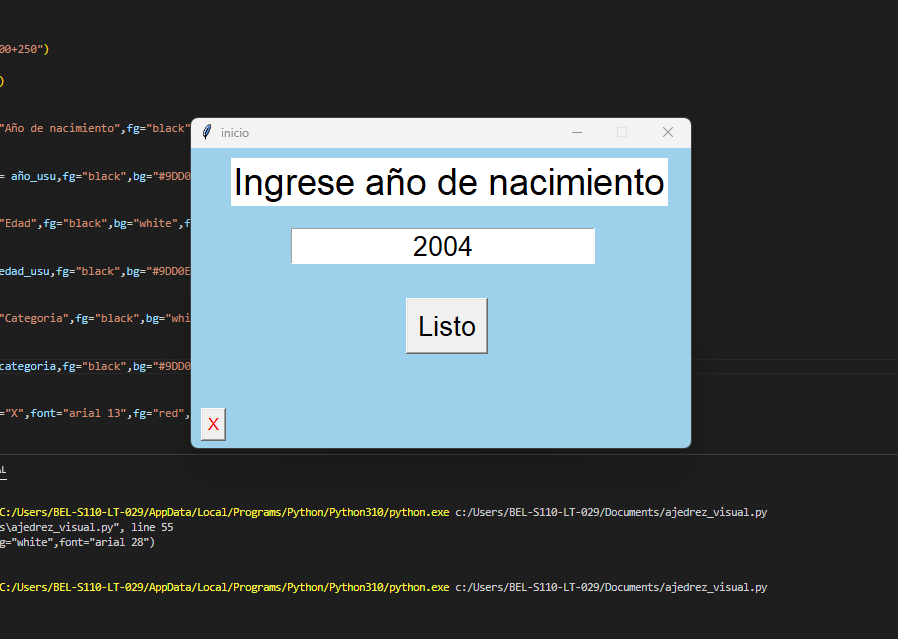 00+250")
)
"Año de nacimiento",fg="black"
= año_usu,fg="black",bg="#9DD0
"Edad",fg="black",bg="white",f
edad_usu,fg="black",bg="#9DD0E
"Categoria",fg="black",bg="whi
categoria,fg="black",bg="#9DD0
="X",font="arial 13",fg="red",
inicio
Ingrese año de nacimiento
2004
Listo
X
AL
C:/Users/BEL-S110-LT-029/AppData/Local/Programs/Python/Python310/python.exe c:/Users/BEL-S110-LT-029/Documents/ajedrez_visual.py
s\ajedrez_visual.py", line 55
g="white",font="arial 28")
C:/Users/BEL-S110-LT-029/AppData/Local/Programs/Python/Python310/python.exe c:/Users/BEL-S110-LT-029/Documents/ajedrez_visual.py